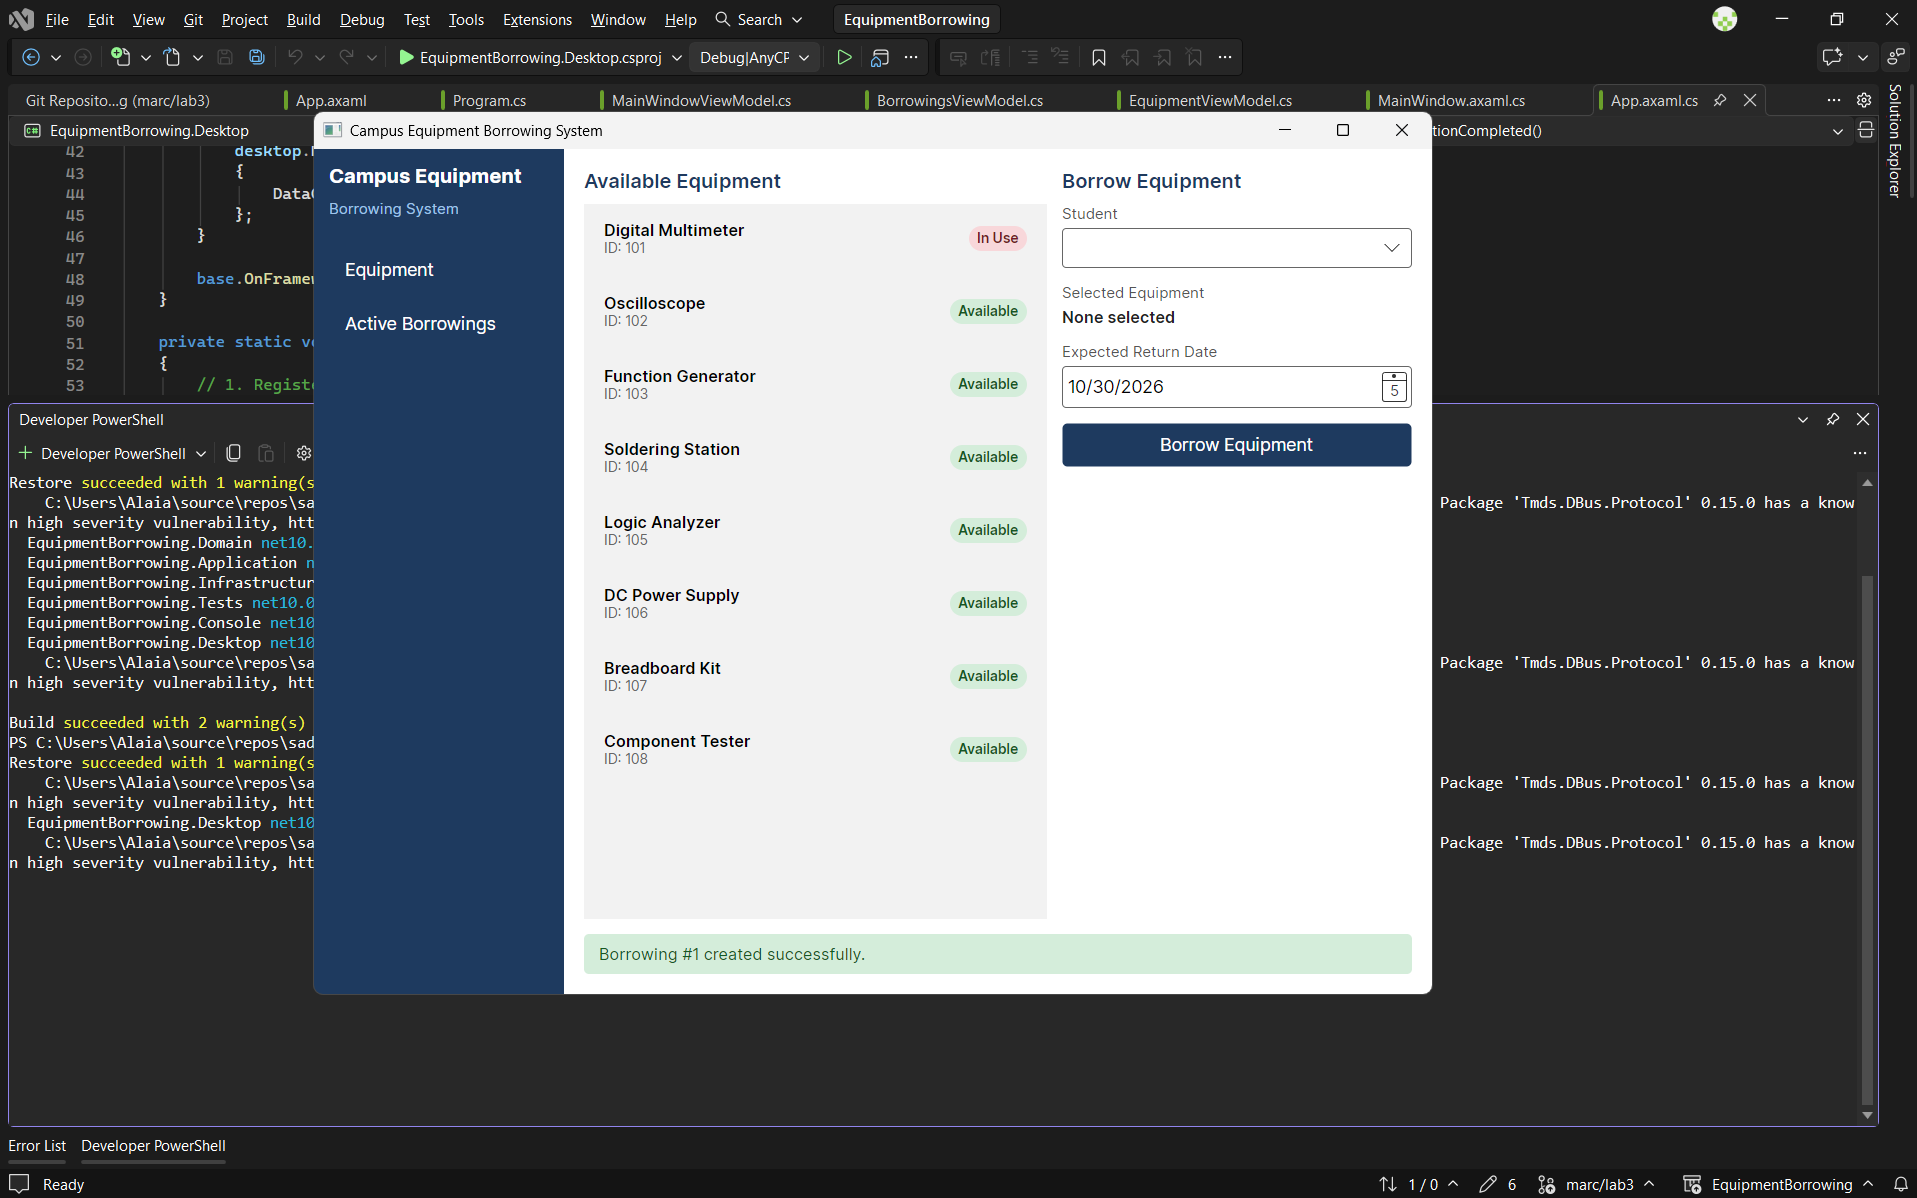 File Edit View Git Project Build Debug Test Tools Extensions Window Help Search EquipmentBorrowing
EquipmentBorrowing.Desktop.csproj Debug|AnyCP
Git Reposito...g (marc/lab3) App.axaml Program.cs MainWindowViewModel.cs BorrowingsViewModel.cs EquipmentViewModel.cs MainWindow.axaml.cs App.axaml.cs
EquipmentBorrowing.Desktop
tionCompleted()
Solution Explorer
42 desktop.
43 {
44 Data
45 };
46 }
47
48 base.OnFrame
49 }
50
51 private static v
52 {
53 // 1. Regist
Campus Equipment Borrowing System
Campus Equipment
Borrowing System
Equipment
Active Borrowings
Available Equipment
Digital Multimeter
ID: 101
In Use
Oscilloscope
ID: 102
Available
Function Generator
ID: 103
Available
Soldering Station
ID: 104
Available
Logic Analyzer
ID: 105
Available
DC Power Supply
ID: 106
Available
Breadboard Kit
ID: 107
Available
Component Tester
ID: 108
Available
Borrow Equipment
Student
Selected Equipment
None selected
Expected Return Date
10/30/2026
5
Borrow Equipment
Borrowing #1 created successfully.
Developer PowerShell
Developer PowerShell
Restore succeeded with 1 warning(s
C:\Users\Alaia\source\repos\sa Package 'Tmds.DBus.Protocol' 0.15.0 has a know
n high severity vulnerability, htt
EquipmentBorrowing.Domain net10.
EquipmentBorrowing.Application n
EquipmentBorrowing.Infrastructur
EquipmentBorrowing.Tests net10.0
EquipmentBorrowing.Console net10
EquipmentBorrowing.Desktop net10
C:\Users\Alaia\source\repos\sa Package 'Tmds.DBus.Protocol' 0.15.0 has a know
n high severity vulnerability, htt
Build succeeded with 2 warning(s)
PS C:\Users\Alaia\source\repos\sad
Restore succeeded with 1 warning(s
C:\Users\Alaia\source\repos\sa Package 'Tmds.DBus.Protocol' 0.15.0 has a know
n high severity vulnerability, htt
EquipmentBorrowing.Desktop net10
C:\Users\Alaia\source\repos\sa Package 'Tmds.DBus.Protocol' 0.15.0 has a know
n high severity vulnerability, htt
Error List Developer PowerShell
Ready 1 / 0 6 marc/lab3 EquipmentBorrowing